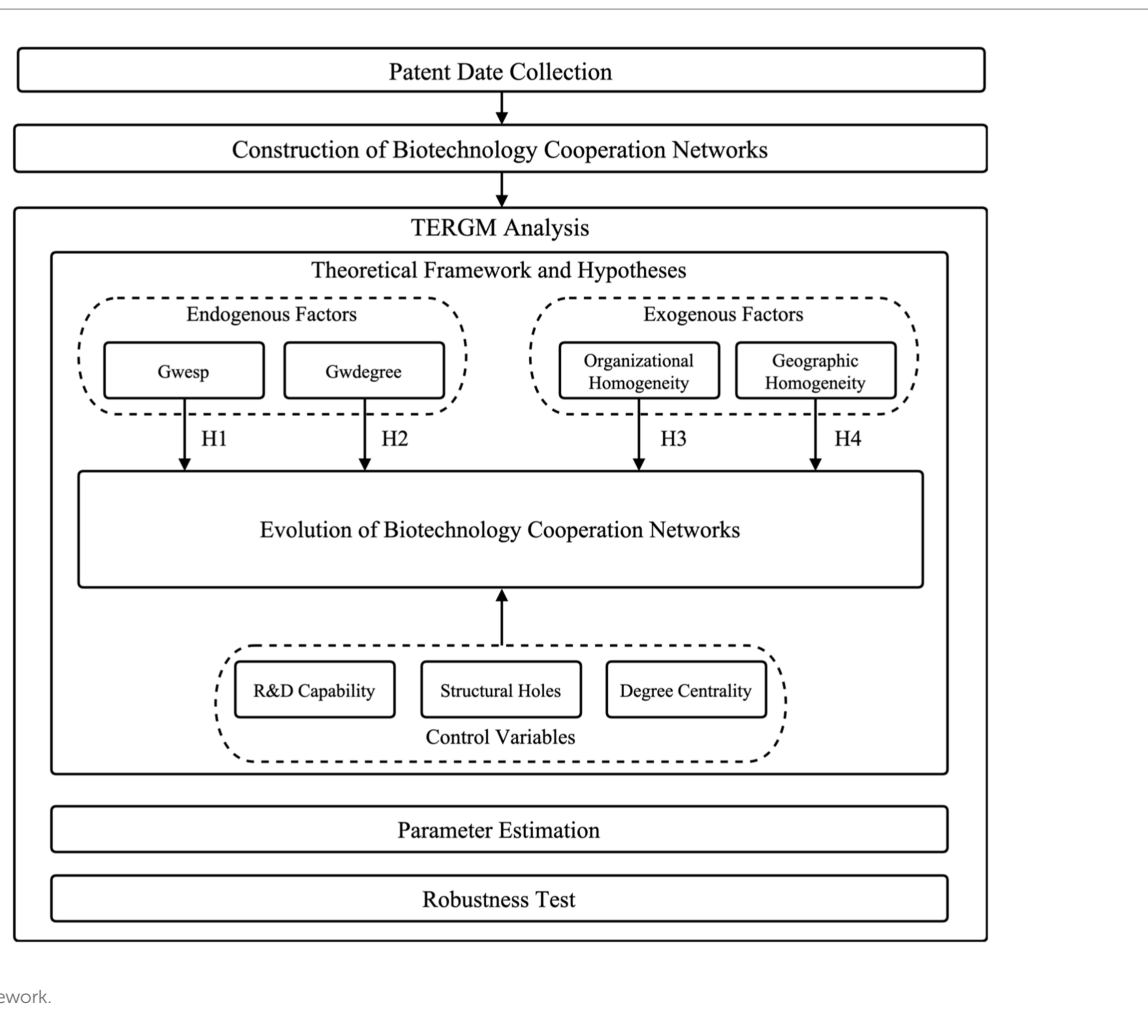 Patent Date Collection
Construction of Biotechnology Cooperation Networks
TERGM Analysis
Theoretical Framework and Hypotheses
Endogenous Factors
Exogenous Factors
Gwesp
Gwdegree
Organizational
Homogeneity
Geographic
Homogeneity
H1
H2
H3
H4
Evolution of Biotechnology Cooperation Networks
R&D Capability
Structural Holes
Degree Centrality
Control Variables
Parameter Estimation
Robustness Test
ework.